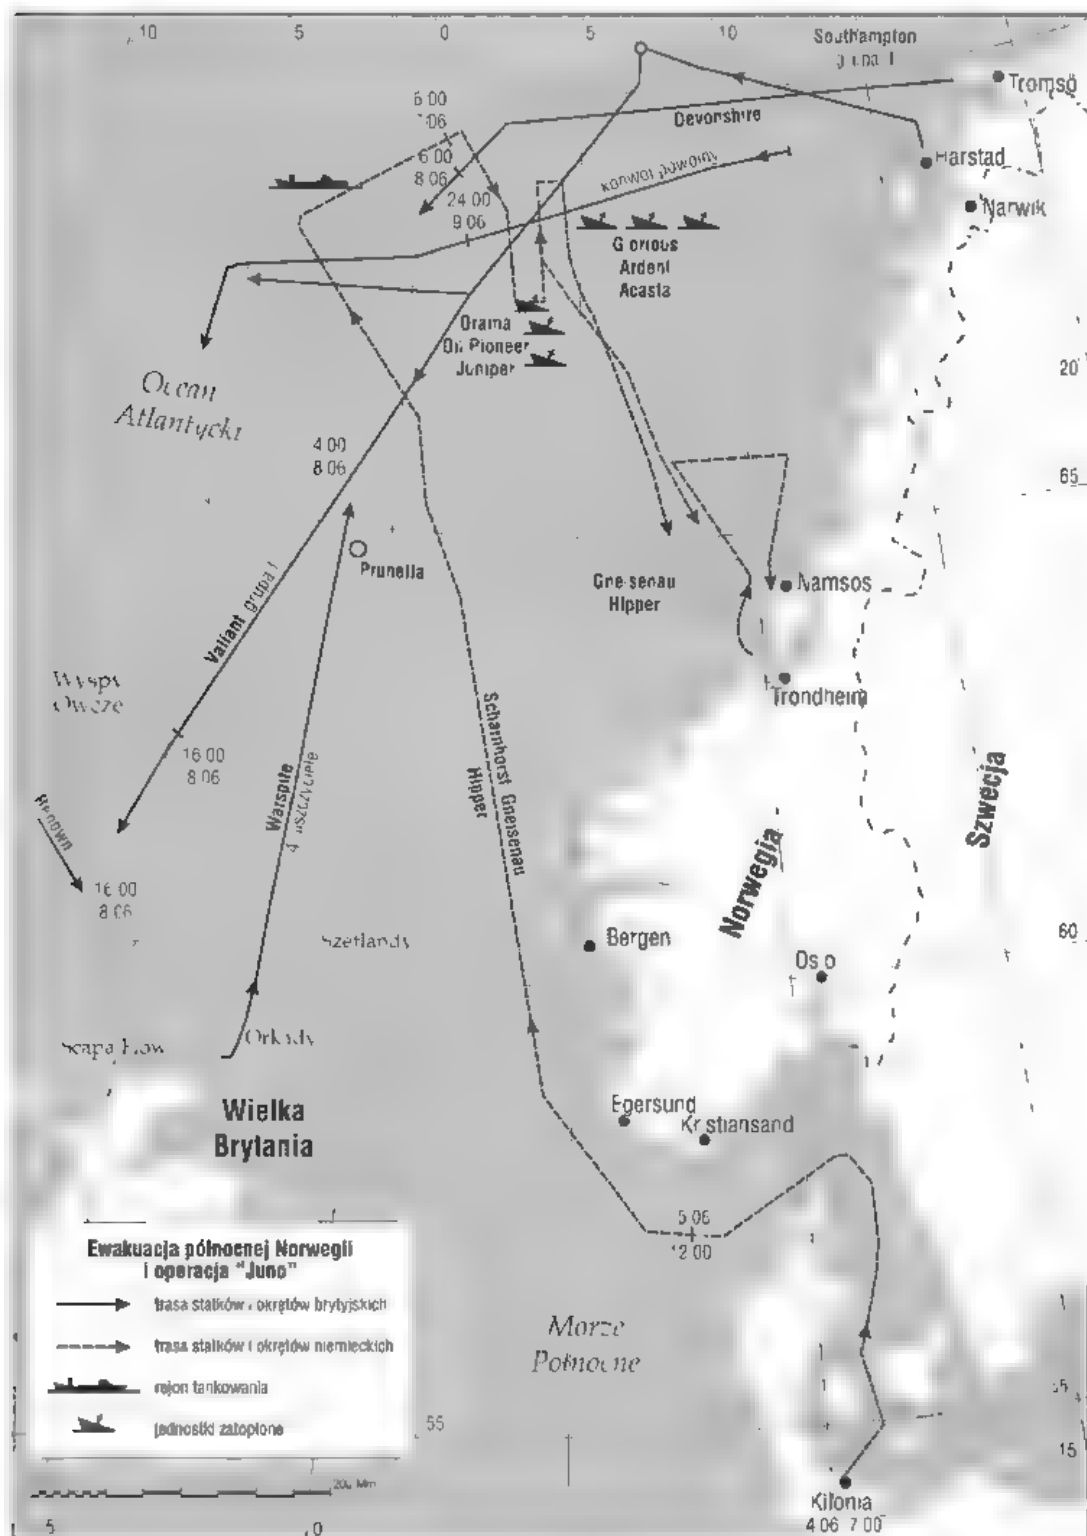 10
5
0
5
10
Southampton
grupa I
Tromsö
Devonshire
Harstad
konwój powolny
Narwik
6 00
6 00
8 06
24 00
9 06
Glorious
Ardent
Acasta
Orama
Oil Pioneer
Juniper
Ocean
Atlantycki
20
4 00
8 06
65
Prunella
Gneisenau
Hipper
Namsos
Valiant grupa I
Wyspy
Owcze
Trondheim
16 00
8 06
Scharnhorst Gneisenau
Hipper
Warspite
4 niszczyciele
Szwecja
Norwegia
Renown
16 00
8 06
Szetlandy
Bergen
60
Oslo
Scapa Flow
Orkady
Wielka
Brytania
Egersund
Kristiansand
5 06
12 00
Ewakuacja północnej Norwegii
i operacja "Juno"
trasa statków i okrętów brytyjskich
trasa statków i okrętów niemieckich
rejon tankowania
jednostki zatopione
Morze
Północne
55
55
15
200 Mm
Kilonia
4 06 7 00
5
0